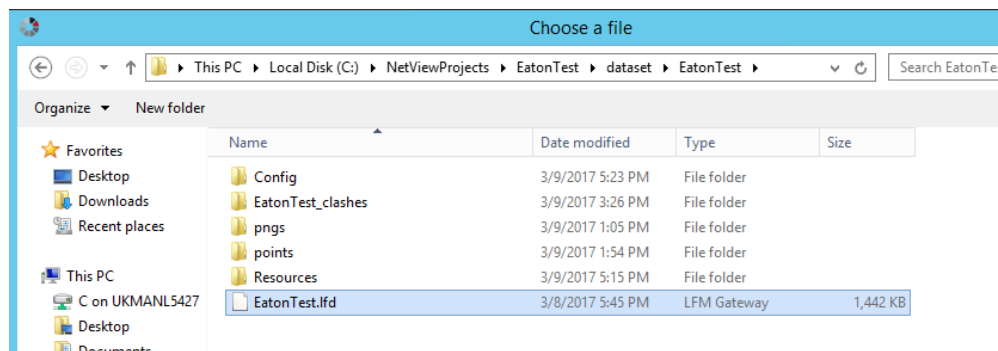 Choose a file
This PC Local Disk (C:) NetViewProjects EatonTest dataset EatonTest Search EatonTe
Organize New folder
Name Date modified Type Size
Favorites
Desktop
Downloads
Recent places
This PC
C on UKMANL5427
Desktop
Documents
Config 3/9/2017 5:23 PM File folder
EatonTest_clashes 3/9/2017 3:26 PM File folder
pngs 3/9/2017 1:05 PM File folder
points 3/9/2017 1:54 PM File folder
Resources 3/9/2017 5:15 PM File folder
EatonTest.lfd 3/8/2017 5:45 PM LFM Gateway 1,442 KB